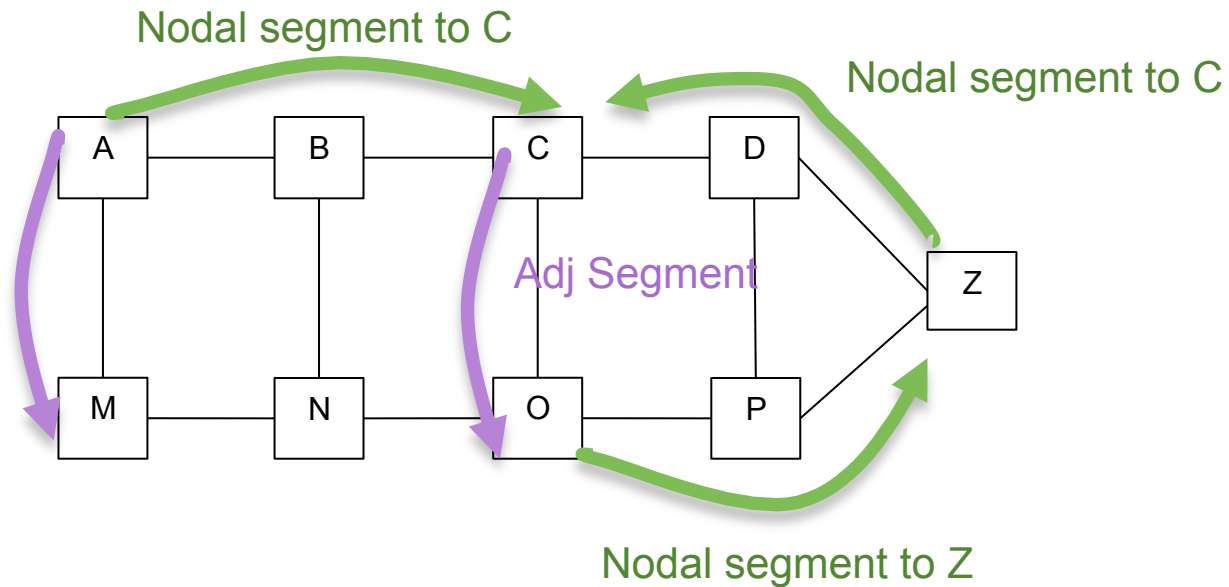 Nodal segment to C
Nodal segment to C
A
B
C
D
Adj Segment
Z
M
N
O
P
Nodal segment to Z